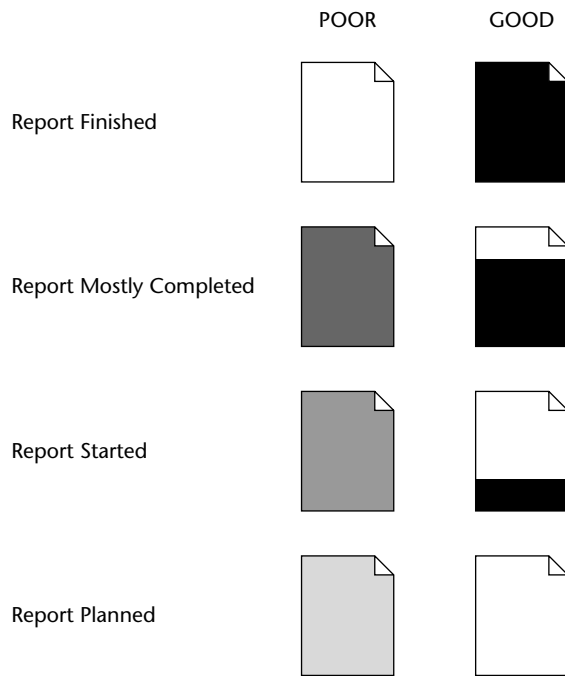 POOR GOOD
Report Finished
Report Mostly Completed
Report Started
Report Planned